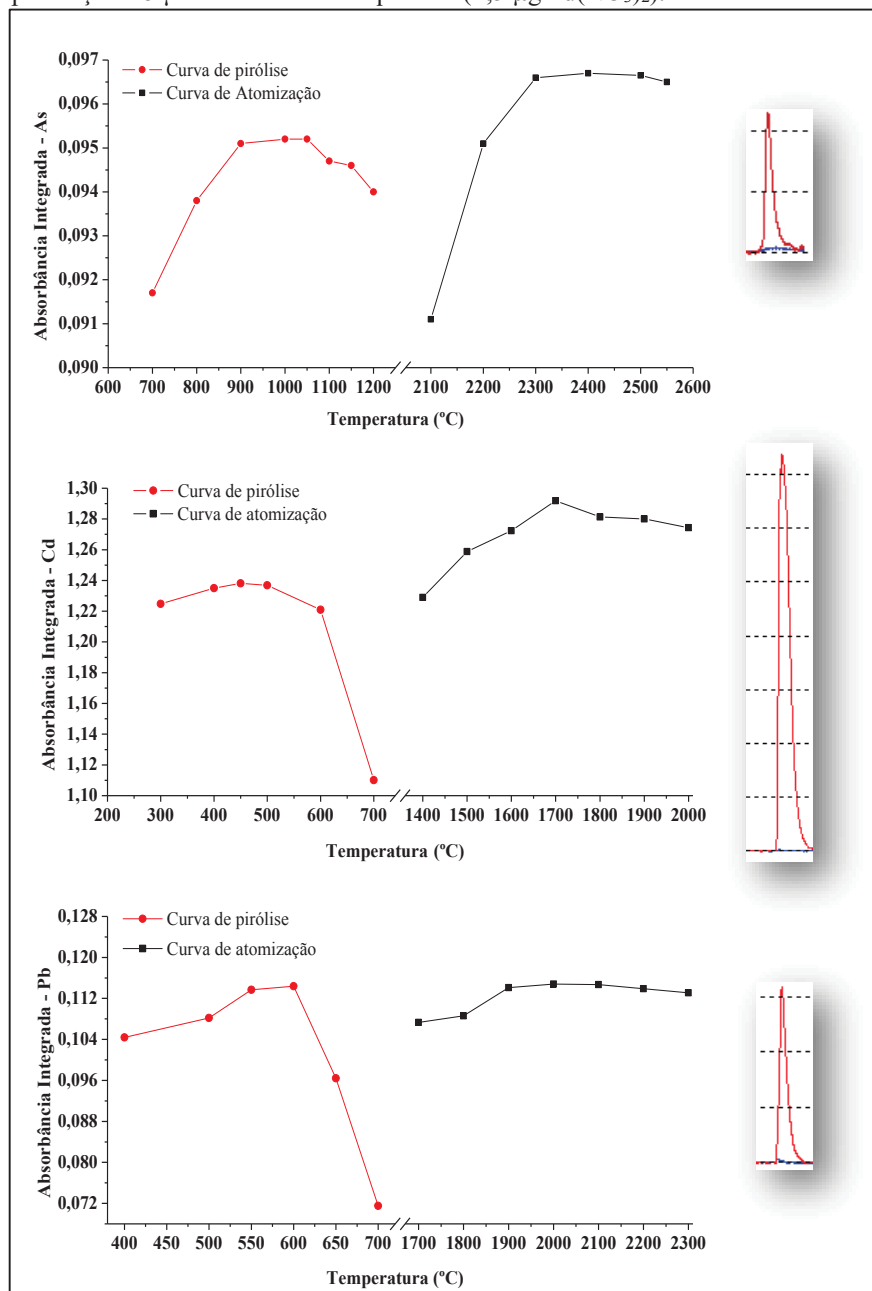 Absorbância Integrada - As
Curva de pirólise
Curva de Atomização
0,097
0,096
0,095
0,094
0,093
0,092
0,091
0,090
600 700 800 900 1000 1100 1200 2100 2200 2300 2400 2500 2600
Temperatura (ºC)
Absorbância Integrada - Cd
Curva de pirólise
Curva de atomização
1,30
1,28
1,26
1,24
1,22
1,20
1,18
1,16
1,14
1,12
1,10
200 300 400 500 600 700 1400 1500 1600 1700 1800 1900 2000
Temperatura (ºC)
Absorbância Integrada - Pb
Curva de pirólise
Curva de atomização
0,128
0,120
0,112
0,104
0,096
0,088
0,080
0,072
400 450 500 550 600 650 700 1700 1800 1900 2000 2100 2200 2300
Temperatura (ºC)